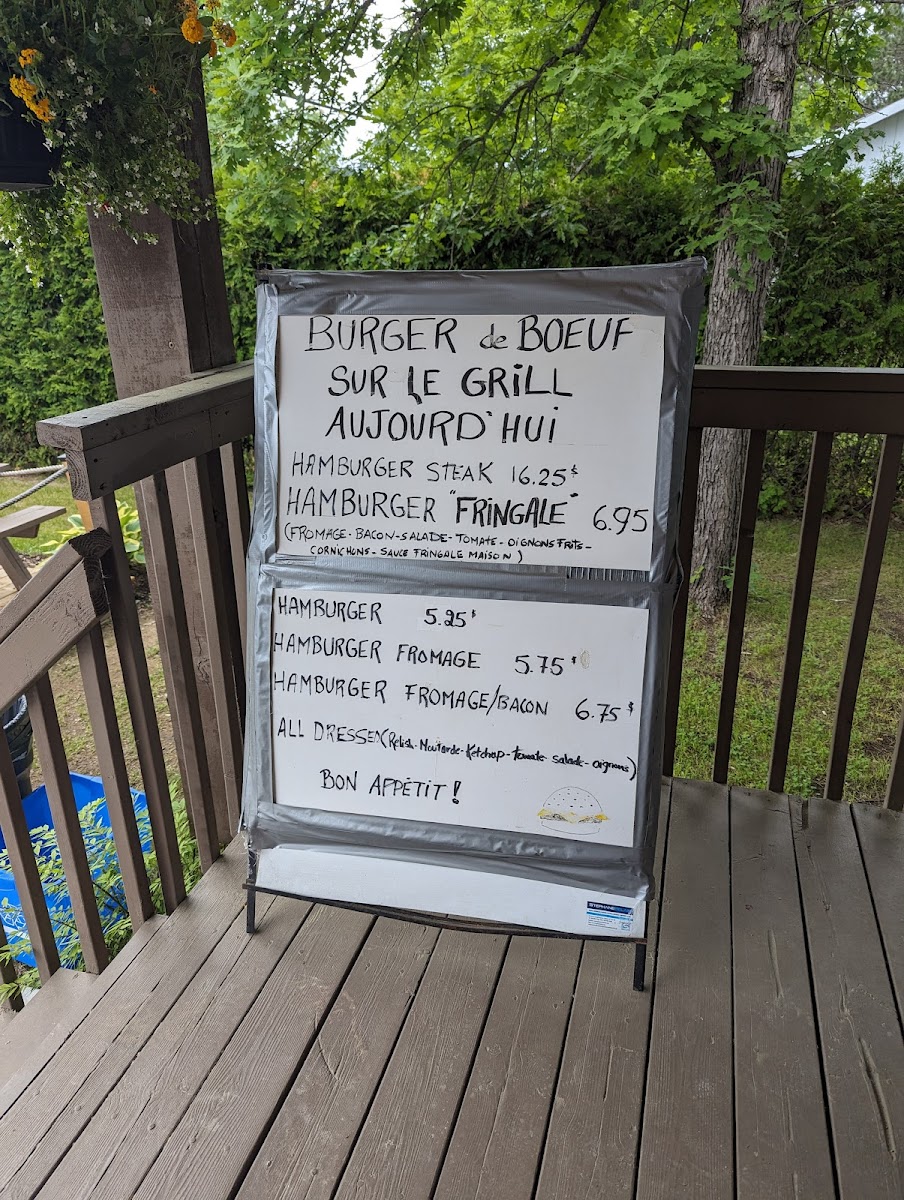 BURGER de BOEUF
SUR LE GRILL
AUJOURD'HUI
HAMBURGER STEAK 16.25$
HAMBURGER "FRINGALE" 6.95
(FROMAGE-BACON-SALADE-TOMATE-OIGNONS FRITS-
CORNICHONS-SAUCE FRINGALE MAISON)
HAMBURGER 5.25$
HAMBURGER FROMAGE 5.75$
HAMBURGER FROMAGE/BACON 6.75$
ALL DRESSED(Relish-Moutarde-Ketchup-tomate-salade-oignons)
BON APPÉTIT!
STEPHANE